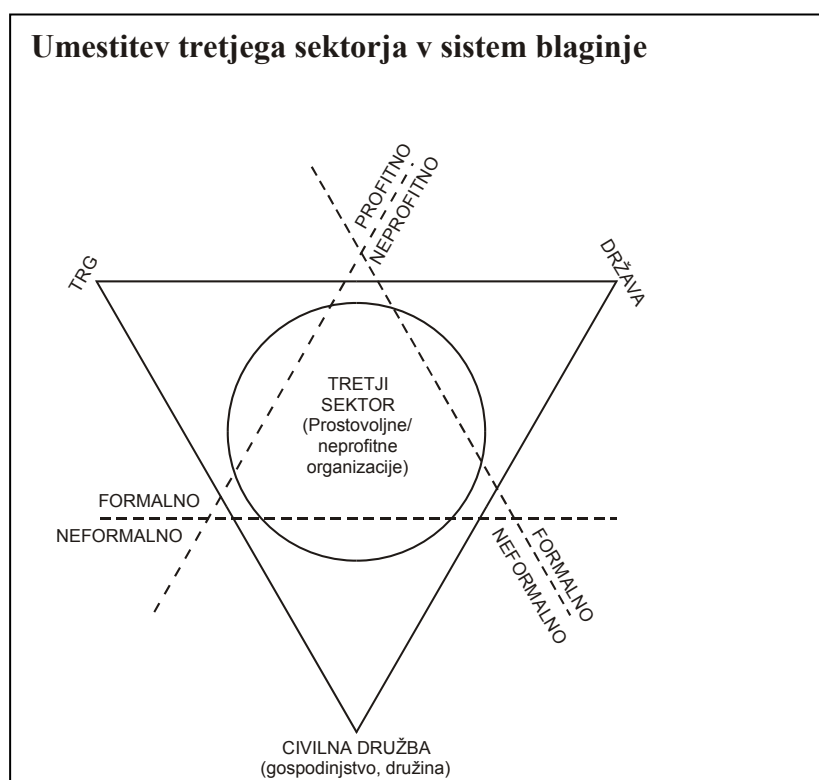 Umestitev tretjega sektorja v sistem blaginje
PROFITNO
NEPROFITNO
TRG
DRŽAVA
TRETJI
SEKTOR
(Prostovoljne/
neprofitne
organizacije)
FORMALNO
NEFORMALNO
FORMALNO
NEFORMALNO
CIVILNA DRUŽBA
(gospodinjstvo, družina)